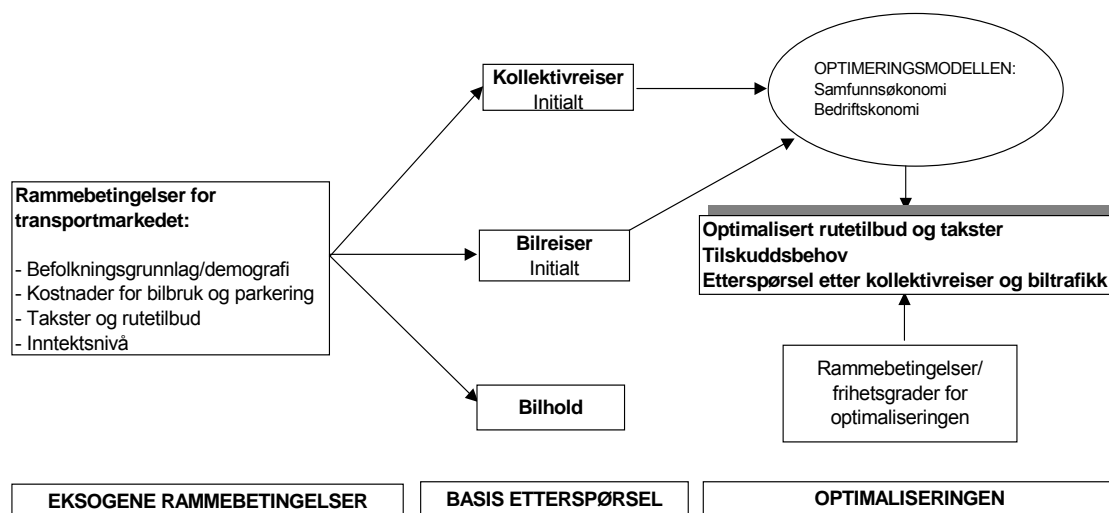 Kollektivreiser
Initialt
OPTIMERINGSMODELLEN:
Samfunnsøkonomi
Bedriftskonomi
Rammebetingelser for
transportmarkedet:
- Befolkningsgrunnlag/demografi
- Kostnader for bilbruk og parkering
- Takster og rutetilbud
- Inntektsnivå
Bilreiser
Initialt
Optimalisert rutetilbud og takster
Tilskuddsbehov
Etterspørsel etter kollektivreiser og biltrafikk
Bilhold
Rammebetingelser/
frihetsgrader for
optimaliseringen
EKSOGENE RAMMEBETINGELSER
BASIS ETTERSPØRSEL
OPTIMALISERINGEN